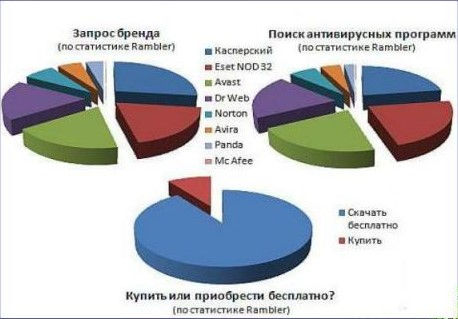 Запрос бренда
(по статистике Rambler)
Поиск антивирусных программ
(по статистике Rambler)
Касперский
Eset NOD 32
Avast
Dr Web
Norton
Avira
Panda
Mc Afee
Скачать
бесплатно
Купить
Купить или приобрести бесплатно?
(по статистике Rambler)